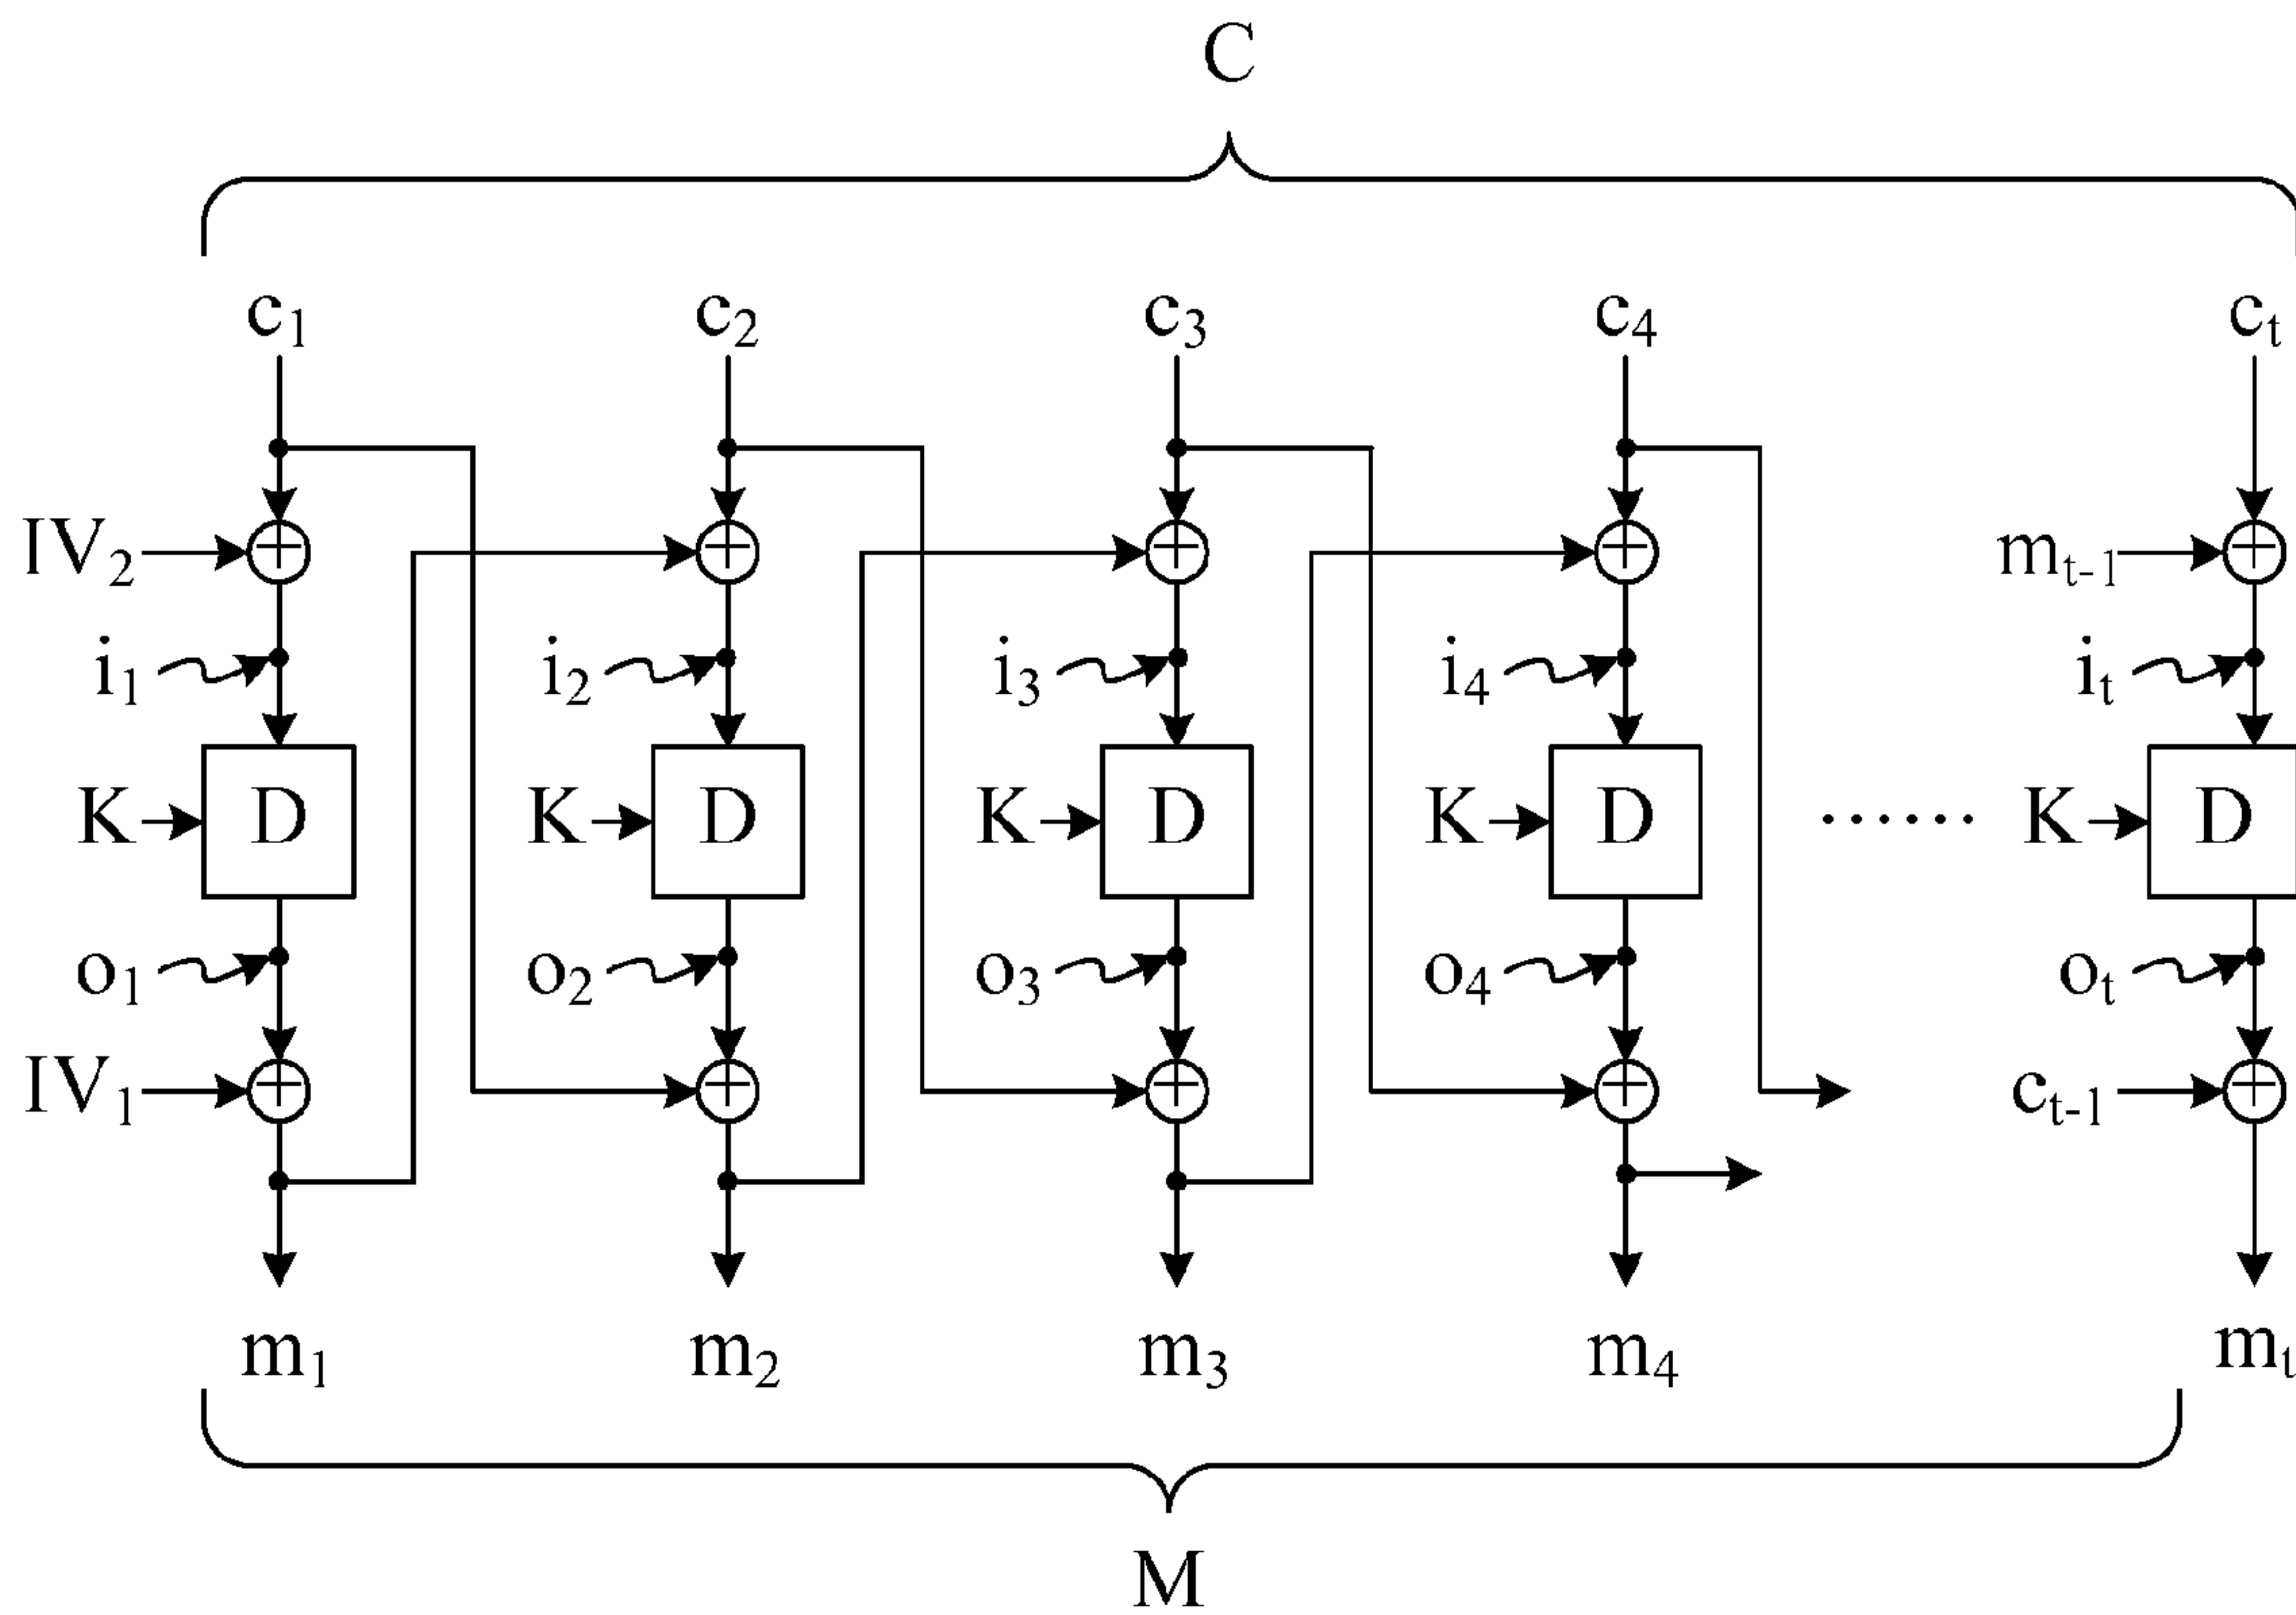 C
c1 c2 c3 c4 ct
IV2 mt-1
i1 i2 i3 i4 it
K D K D K D K D ...... K D
o1 o2 o3 o4 ot
IV1 ct-1
m1 m2 m3 m4 mt
M